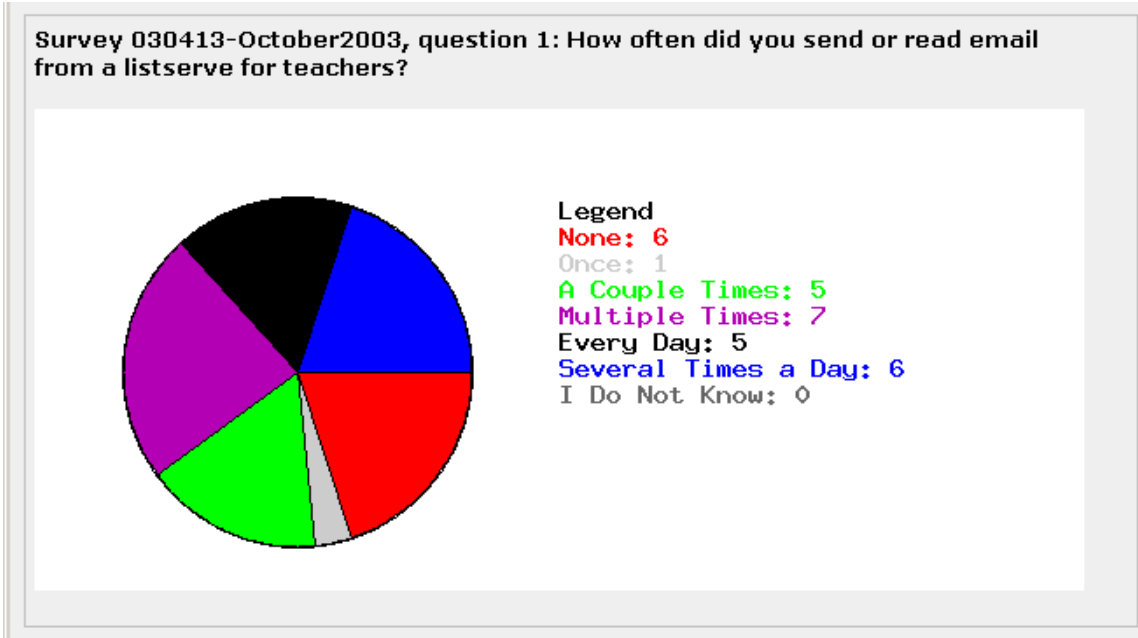 Survey 030413-October2003, question 1: How often did you send or read email
from a listserve for teachers?
Legend
None: 6
Once: 1
A Couple Times: 5
Multiple Times: 7
Every Day: 5
Several Times a Day: 6
I Do Not Know: 0